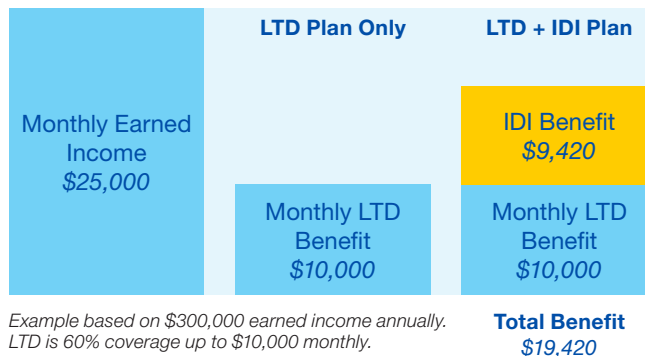 LTD Plan Only
LTD + IDI Plan
Monthly Earned
Income
$25,000
Monthly LTD
Benefit
$10,000
IDI Benefit
$9,420
Monthly LTD
Benefit
$10,000
Example based on $300,000 earned income annually.
LTD is 60% coverage up to $10,000 monthly.
Total Benefit
$19,420